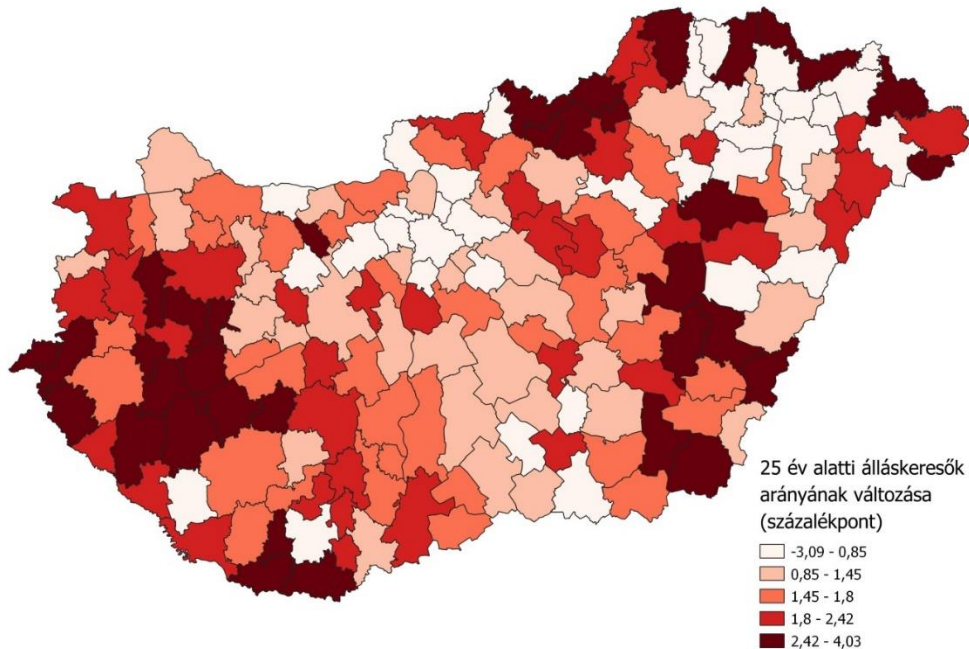 25 év alatti álláskeresők
arányának változása
(százalékpont)
-3,09 - 0,85
0,85 - 1,45
1,45 - 1,8
1,8 - 2,42
2,42 - 4,03